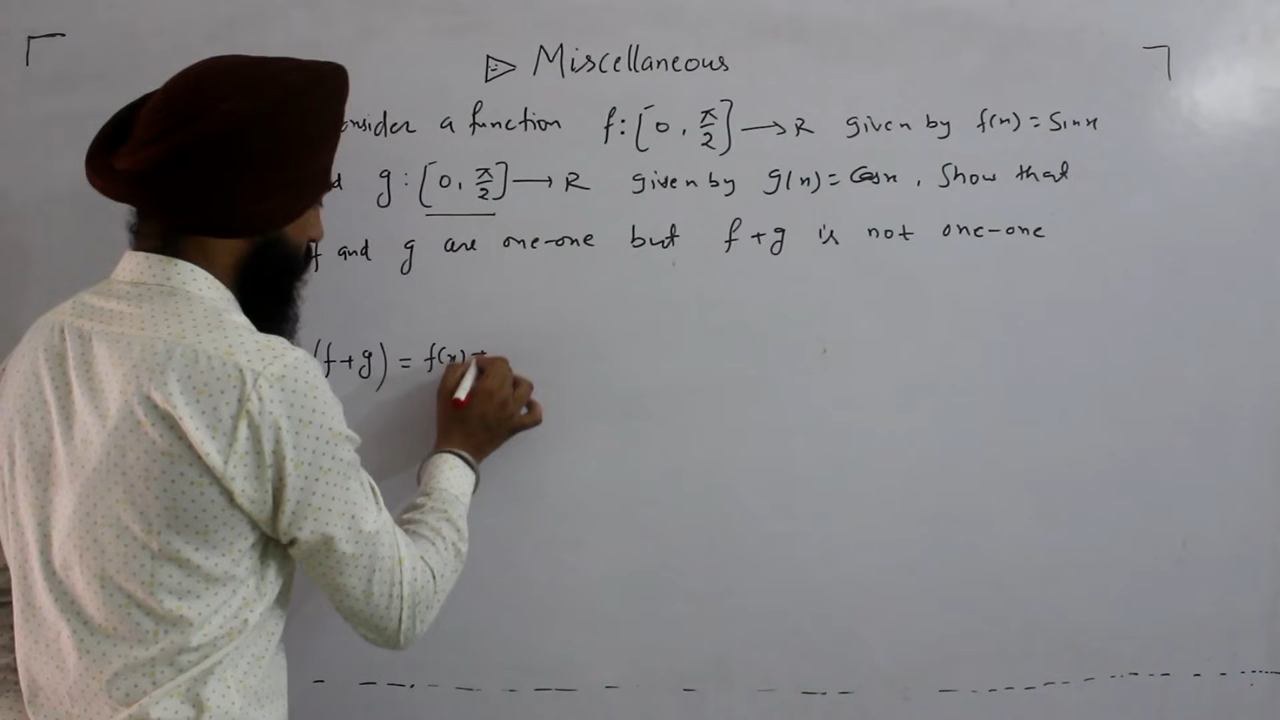 Miscellaneous
a function f: [0, π/2] → R given by f(x) = Sinx
g: [0, π/2] → R given by g(x) = Cosx, Show that
and g are one-one but f+g is not one-one
(f+g) = f(x) +